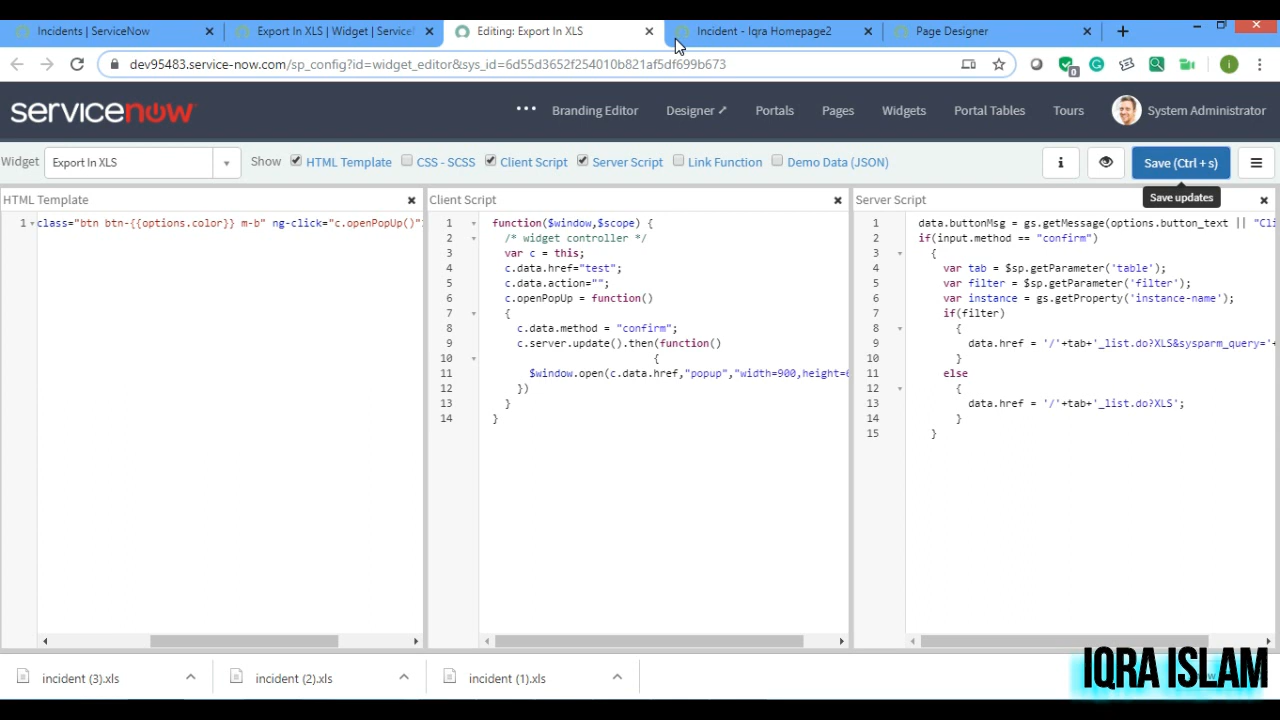 Incidents | ServiceNow
Export In XLS | Widget | Service
Editing: Export In XLS
Incident - Iqra Homepage2
Page Designer
dev95483.service-now.com/sp_config?id=widget_editor&sys_id=6d55d3652f254010b821af5df699b673
0
i
servicenow
Branding Editor
Designer
Portals
Pages
Widgets
Portal Tables
Tours
System Administrator
Widget
Export In XLS
Show
HTML Template
CSS - SCSS
Client Script
Server Script
Link Function
Demo Data (JSON)
i
Save (Ctrl + s)
Save updates
HTML Template
1 class="btn btn-{{options.color}} m-b" ng-click="c.openPopUp()"
Client Script
1 function($window,$scope) {
2 /* widget controller */
3 var c = this;
4 c.data.href="test";
5 c.data.action="";
6 c.openPopUp = function()
7 {
8 c.data.method = "confirm";
9 c.server.update().then(function()
10 {
11 $window.open(c.data.href,"popup","width=900,height=6
12 })
13 }
14 }
Server Script
1 data.buttonMsg = gs.getMessage(options.button_text || "Cli
2 if(input.method == "confirm")
3 {
4 var tab = $sp.getParameter('table');
5 var filter = $sp.getParameter('filter');
6 var instance = gs.getProperty('instance-name');
7 if(filter)
8 {
9 data.href = '/'+tab+'_list.do?XLS&sysparm_query='+
10 }
11 else
12 {
13 data.href = '/'+tab+'_list.do?XLS';
14 }
15 }
incident (3).xls
incident (2).xls
incident (1).xls
IQRA ISLAM